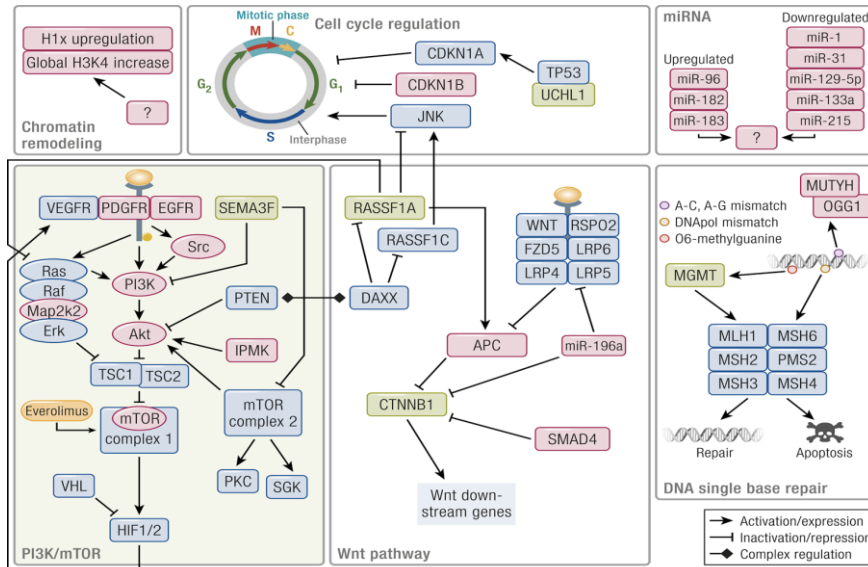 H1x upregulation
Global H3K4 increase
?
Chromatin
remodeling
Mitotic phase
Cell cycle regulation
M
C
G2
G1
S
Interphase
CDKN1A
CDKN1B
JNK
TP53
UCHL1
miRNA
Upregulated
miR-96
miR-182
miR-183
Downregulated
miR-1
miR-31
miR-129-5p
miR-133a
miR-215
?
VEGFR
PDGFR
EGFR
SEMA3F
Src
Ras
Raf
Map2k2
Erk
PI3K
Akt
PTEN
IPMK
TSC1
TSC2
Everolimus
mTOR
complex 1
mTOR
complex 2
PKC
SGK
VHL
HIF1/2
PI3K/mTOR
RASSF1A
RASSF1C
DAXX
WNT
RSPO2
FZD5
LRP6
LRP4
LRP5
APC
miR-196a
CTNNB1
SMAD4
Wnt down-
stream genes
Wnt pathway
MUTYH
OGG1
A-C, A-G mismatch
DNApol mismatch
O6-methylguanine
MGMT
MLH1
MSH6
MSH2
PMS2
MSH3
MSH4
Repair
Apoptosis
DNA single base repair
Activation/expression
Inactivation/repression
Complex regulation